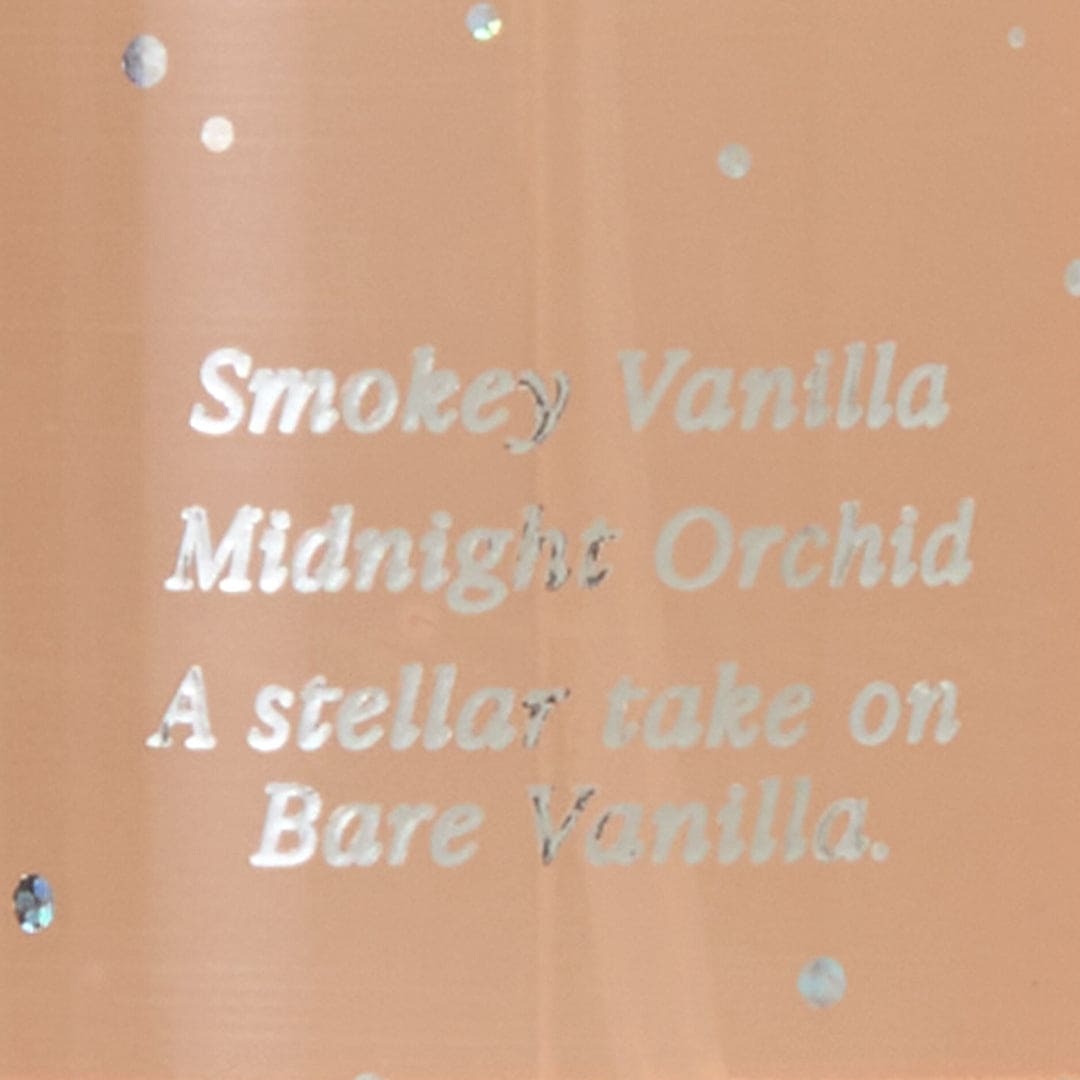 Smokey Vanilla
Midnight Orchid
A stellar take on
Bare Vanilla.